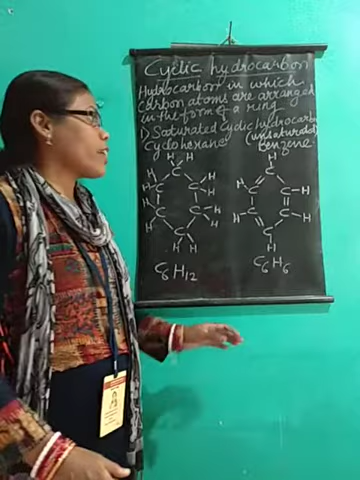 Cyclic hydrocarbon
Hydrocarbon in which
Carbon atoms are arranged
in the form of a ring
1) Saturated Cyclic hydrocarbon
Cyclohexane (unsaturated)
benzene
C6H12
C6H6